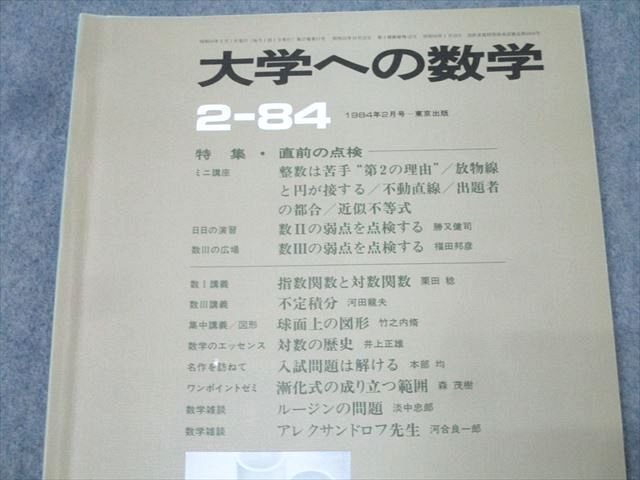 大学への数学
2-84 1984年2月号―東京出版
特集・直前の点検
ミニ講座 整数は苦手“第2の理由”/放物線
と円が接する/不動直線/出題者
の都合/近似不等式
日日の演習 数IIの弱点を点検する 勝又健司
数IIIの広場 数IIIの弱点を点検する 福田邦彦
数I講義 指数関数と対数関数 栗田 稔
数III講義 不定積分 河田龍夫
集中講義/図形 球面上の図形 竹之内脩
数学のエッセンス 対数の歴史 井上正雄
名作を訪ねて 入試問題は解ける 本部 均
ワンポイントゼミ 漸化式の成り立つ範囲 森 茂樹
数学雑談 ルージンの問題 淡中忠郎
数学雑談 アレクサンドロフ先生 河合良一郎